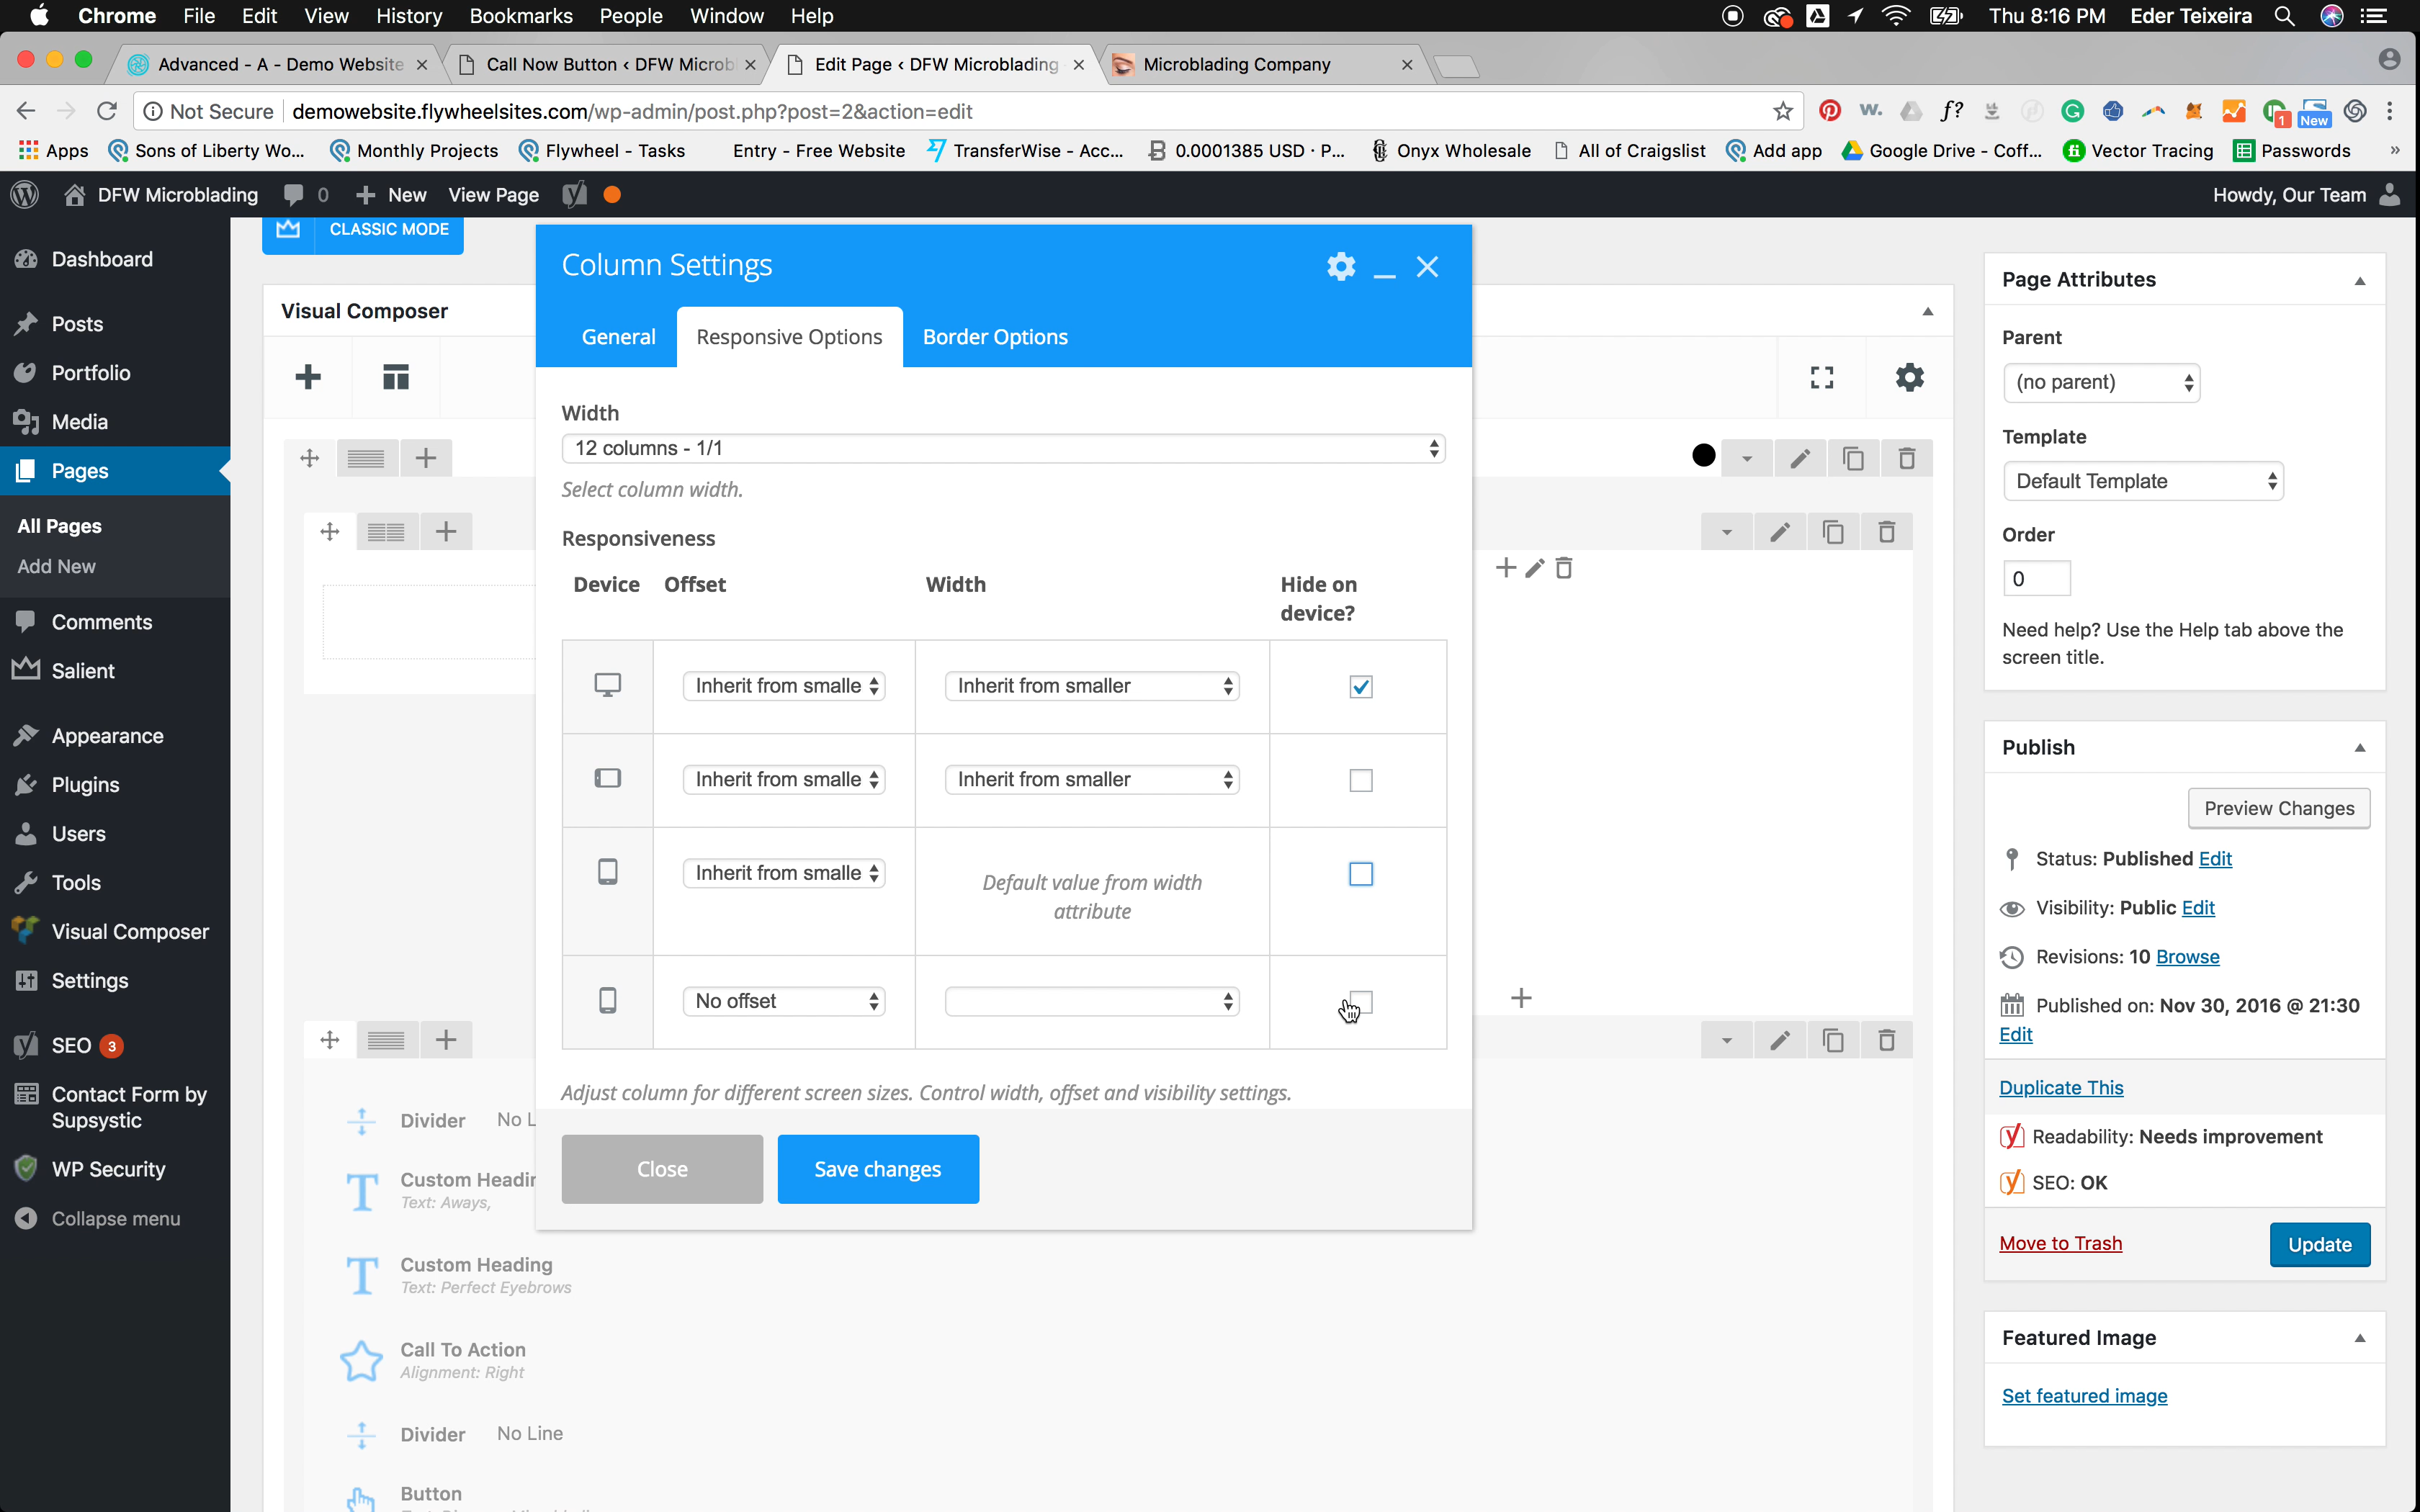 Chrome File Edit View History Bookmarks People Window Help Thu 8:16 PM Eder Teixeira
Advanced - A - Demo Website Call Now Button < DFW Microbl Edit Page < DFW Microblading Microblading Company
Not Secure demowebsite.flywheelsites.com/wp-admin/post.php?post=2&action=edit w. f? 1 New
Apps Sons of Liberty Wo... Monthly Projects Flywheel - Tasks Entry - Free Website TransferWise - Acc... 0.0001385 USD · P... Onyx Wholesale All of Craigslist Add app Google Drive - Coff... Vector Tracing Passwords »
DFW Microblading 0 New View Page Howdy, Our Team
CLASSIC MODE
Dashboard
Posts
Portfolio
Media
Pages
All Pages
Add New
Comments
Salient
Appearance
Plugins
Users
Tools
Visual Composer
Settings
SEO 3
Contact Form by
Supsystic
WP Security
Collapse menu
Visual Composer
Column Settings
General Responsive Options Border Options
Width
12 columns - 1/1
Select column width.
Responsiveness
Device Offset Width Hide on
device?
Inherit from smalle Inherit from smaller
Inherit from smalle Inherit from smaller
Inherit from smalle Default value from width
attribute
No offset
Adjust column for different screen sizes. Control width, offset and visibility settings.
Close Save changes
Divider No L
Custom Headin
Text: Aways,
Custom Heading
Text: Perfect Eyebrows
Call To Action
Alignment: Right
Divider No Line
Button
Page Attributes
Parent
(no parent)
Template
Default Template
Order
0
Need help? Use the Help tab above the
screen title.
Publish
Preview Changes
Status: Published Edit
Visibility: Public Edit
Revisions: 10 Browse
Published on: Nov 30, 2016 @ 21:30
Edit
Duplicate This
Readability: Needs improvement
SEO: OK
Move to Trash Update
Featured Image
Set featured image